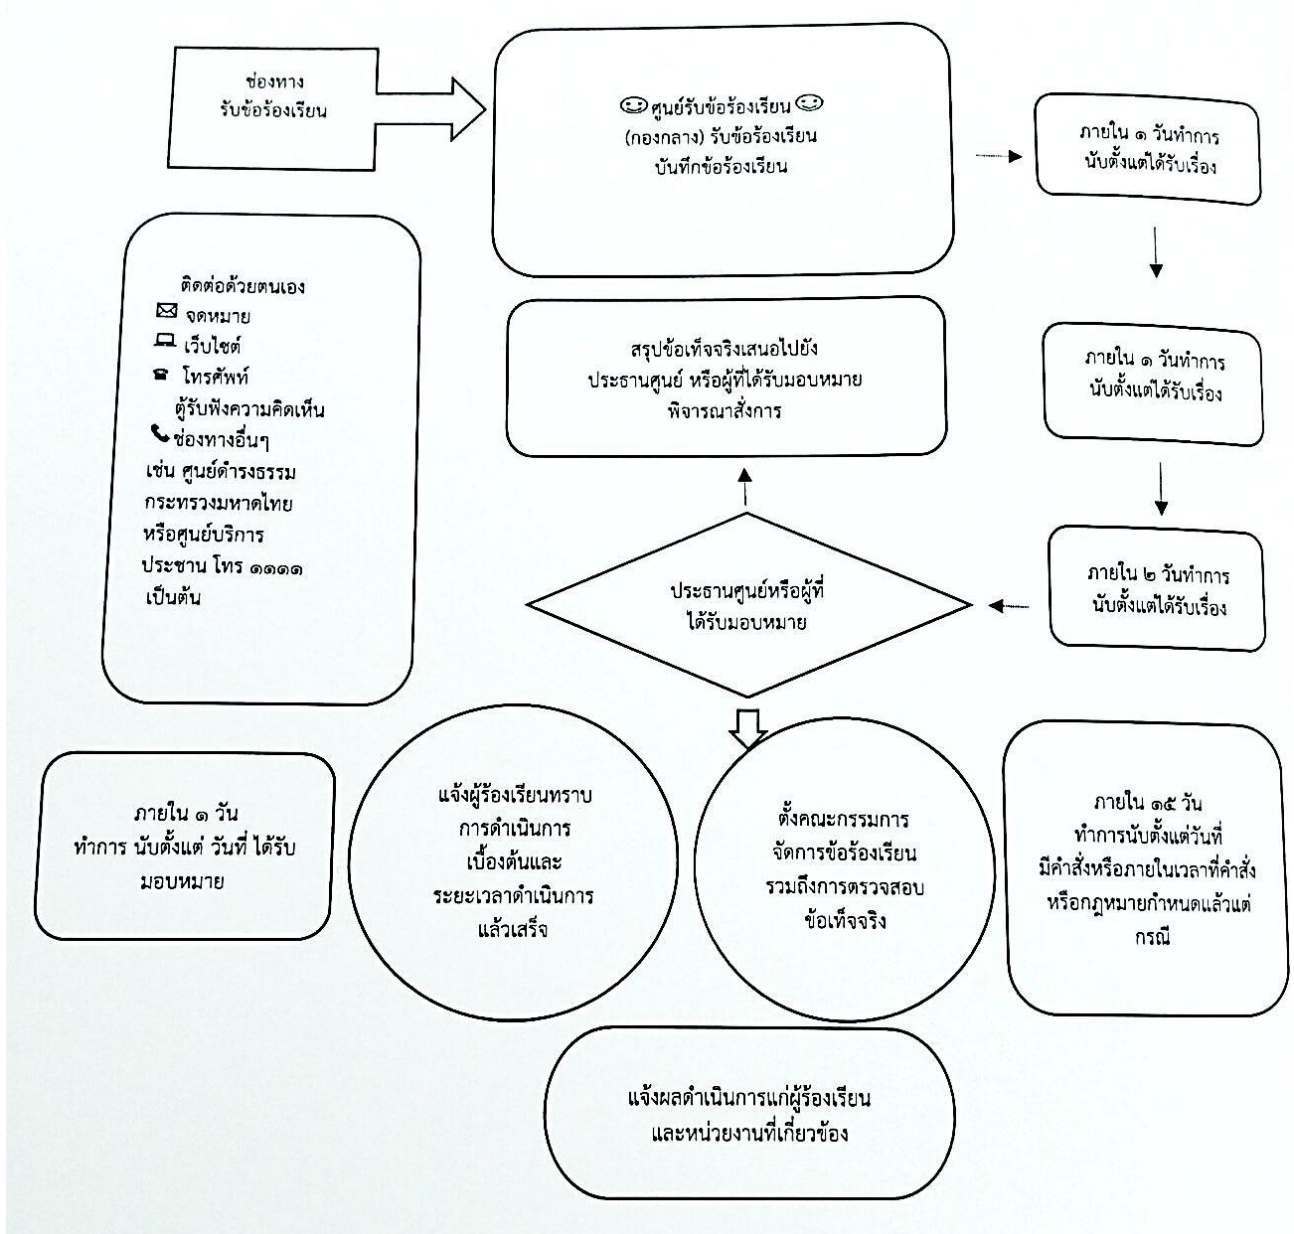 ช่องทาง
รับข้อร้องเรียน
ศูนย์รับข้อร้องเรียน
(กองกลาง) รับข้อร้องเรียน
บันทึกข้อร้องเรียน
ภายใน ๑ วันทำการ
นับตั้งแต่ได้รับเรื่อง
ติดต่อด้วยตนเอง
จดหมาย
เว็บไซต์
โทรศัพท์
ตู้รับฟังความคิดเห็น
ช่องทางอื่นๆ
เช่น ศูนย์ดำรงธรรม
กระทรวงมหาดไทย
หรือศูนย์บริการ
ประชาน โทร ๑๑๑๑
เป็นต้น
สรุปข้อเท็จจริงเสนอไปยัง
ประธานศูนย์ หรือผู้ที่ได้รับมอบหมาย
พิจารณาสั่งการ
ภายใน ๑ วันทำการ
นับตั้งแต่ได้รับเรื่อง
ประธานศูนย์หรือผู้ที่
ได้รับมอบหมาย
ภายใน ๒ วันทำการ
นับตั้งแต่ได้รับเรื่อง
ภายใน ๑ วัน
ทำการ นับตั้งแต่ วันที่ ได้รับ
มอบหมาย
แจ้งผู้ร้องเรียนทราบ
การดำเนินการ
เบื้องต้นและ
ระยะเวลาดำเนินการ
แล้วเสร็จ
ตั้งคณะกรรมการ
จัดการข้อร้องเรียน
รวมถึงการตรวจสอบ
ข้อเท็จจริง
ภายใน ๑๕ วัน
ทำการนับตั้งแต่วันที่
มีคำสั่งหรือภายในเวลาที่คำสั่ง
หรือกฎหมายกำหนดแล้วแต่
กรณี
แจ้งผลดำเนินการแก่ผู้ร้องเรียน
และหน่วยงานที่เกี่ยวข้อง